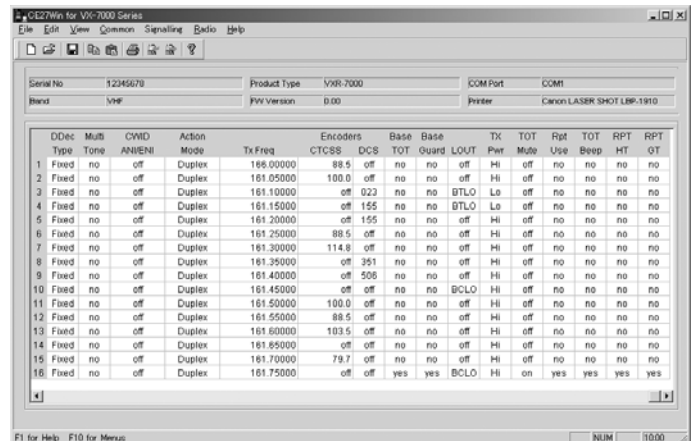 CE27Win for VX-7000 Series
File Edit View Common Signalling Radio Help
Serial No 12345678 Product Type VXR-7000 COM Port COM1
Band VHF FW Version 0.00 Printer Canon LASER SHOT LBP-1910
DDec Multi CWID Action Encoders Base Base TX TOT Rpt TOT RPT RPT
Type Tone ANI/ENI Mode Tx Freq CTCSS DCS TOT Guard LOUT Pwr Mute Use Beep HT GT
1 Fixed no off Duplex 166.00000 88.5 off no no off Hi off no no no no
2 Fixed no off Duplex 161.05000 100.0 off no no off Hi off no no no no
3 Fixed no off Duplex 161.10000 off 023 no no BTLO Lo off no no no no
4 Fixed no off Duplex 161.15000 off 155 no no BTLO Lo off no no no no
5 Fixed no off Duplex 161.20000 off 155 no no off Hi off no no no no
6 Fixed no off Duplex 161.25000 88.5 off no no off Hi off no no no no
7 Fixed no off Duplex 161.30000 114.8 off no no off Hi off no no no no
8 Fixed no off Duplex 161.35000 off 351 no no off Hi off no no no no
9 Fixed no off Duplex 161.40000 off 506 no no off Hi off no no no no
10 Fixed no off Duplex 161.45000 off off no no BCLO Hi off no no no no
11 Fixed no off Duplex 161.50000 100.0 off no no off Hi off no no no no
12 Fixed no off Duplex 161.55000 88.5 off no no off Hi off no no no no
13 Fixed no off Duplex 161.60000 103.5 off no no off Hi off no no no no
14 Fixed no off Duplex 161.65000 off off no no off Hi off no no no no
15 Fixed no off Duplex 161.70000 79.7 off no no off Hi off no no no no
16 Fixed no off Duplex 161.75000 off off yes yes BCLO Hi on yes yes yes yes
F1 for Help F10 for Menus NUM 10:00